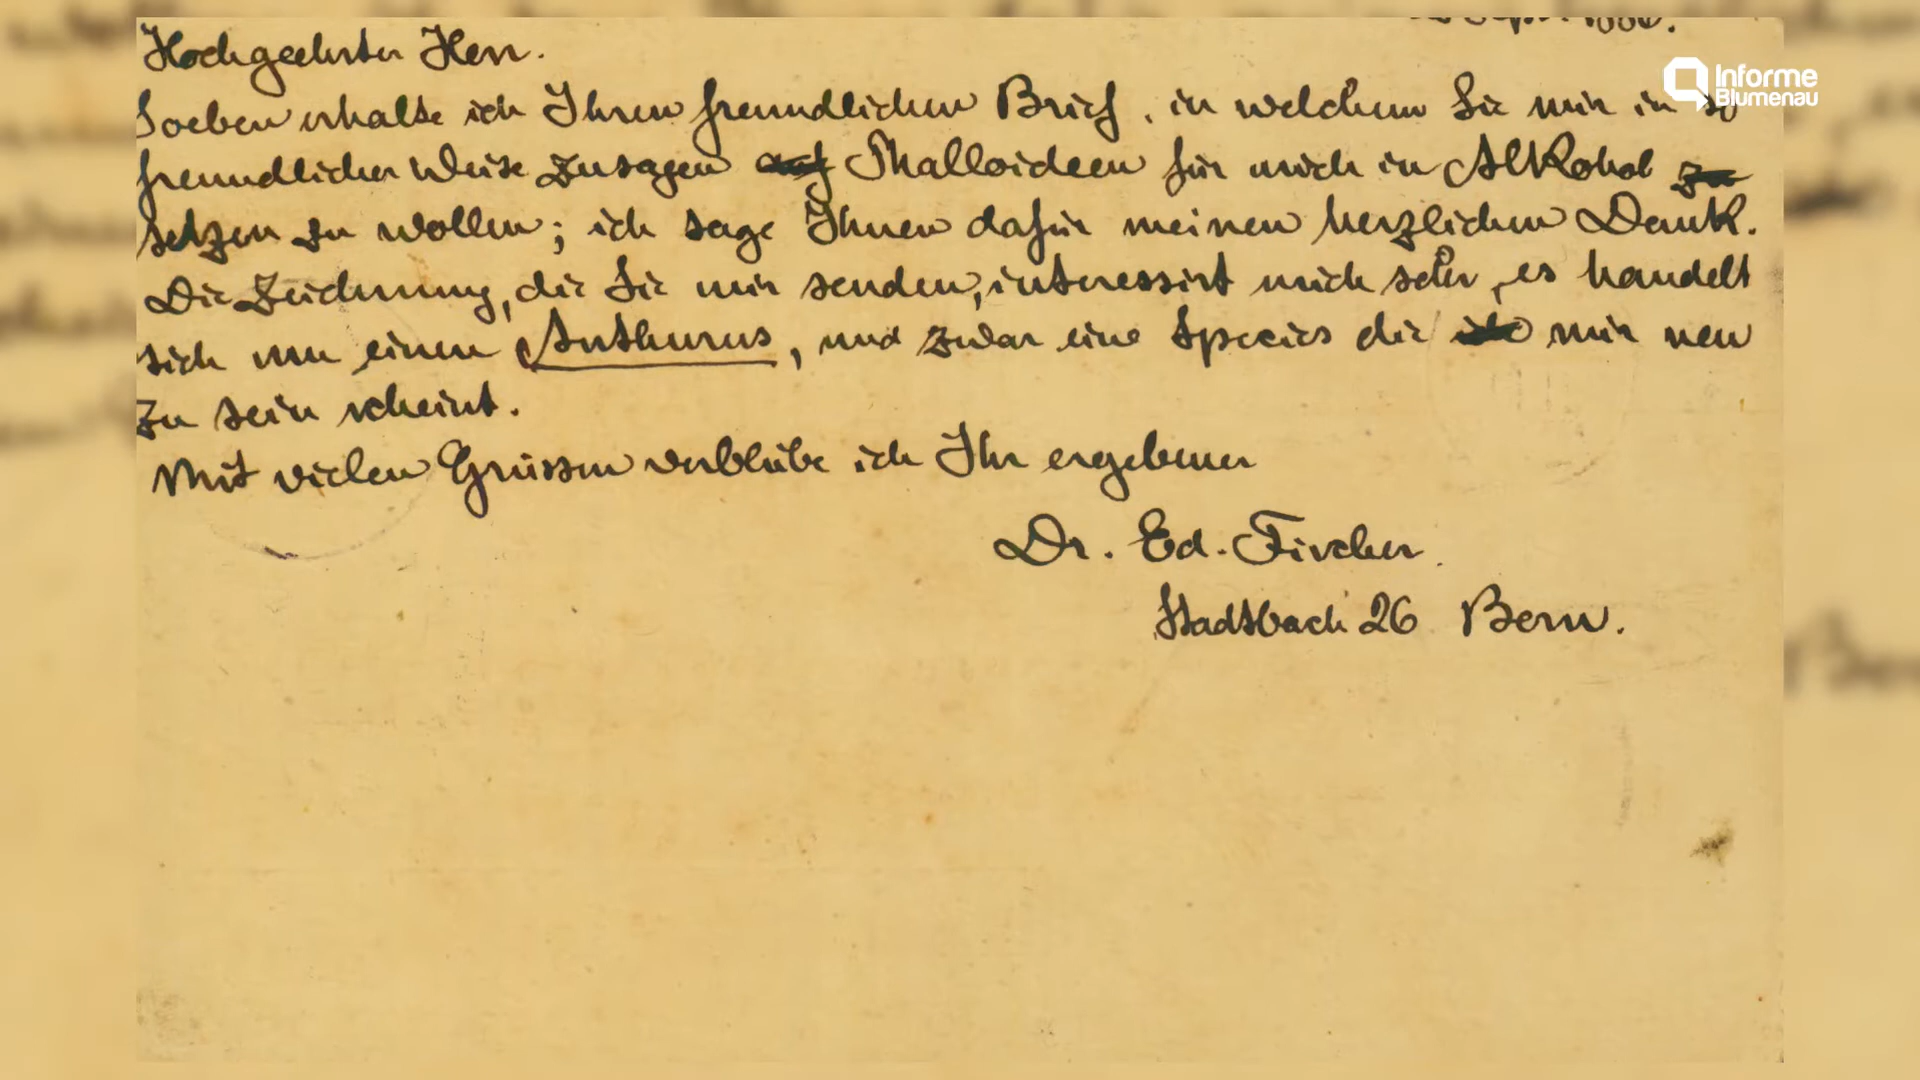 Sept. 188
Hochgeehrter Herr.
Informe
Blumenau
Soeben erhalte ich Ihren freundlichen Brief, in welchem Sie mir in so
freundlicher Weise zusagen auf Phalloideen für mich in Alkohol zu
setzen zu wollen; ich sage Ihnen dafür meinen herzlichen Dank.
Die Zeichnung, die Sie mir senden, interessirt mich sehr, es handelt
sich um einen Anthurus, und zwar eine Species die mir neu
zu sein scheint.
Mit vielen Grüssen verbleibe ich Ihr ergebener
Dr. Ed. Fischer.
Stadtbach 26 Bern.